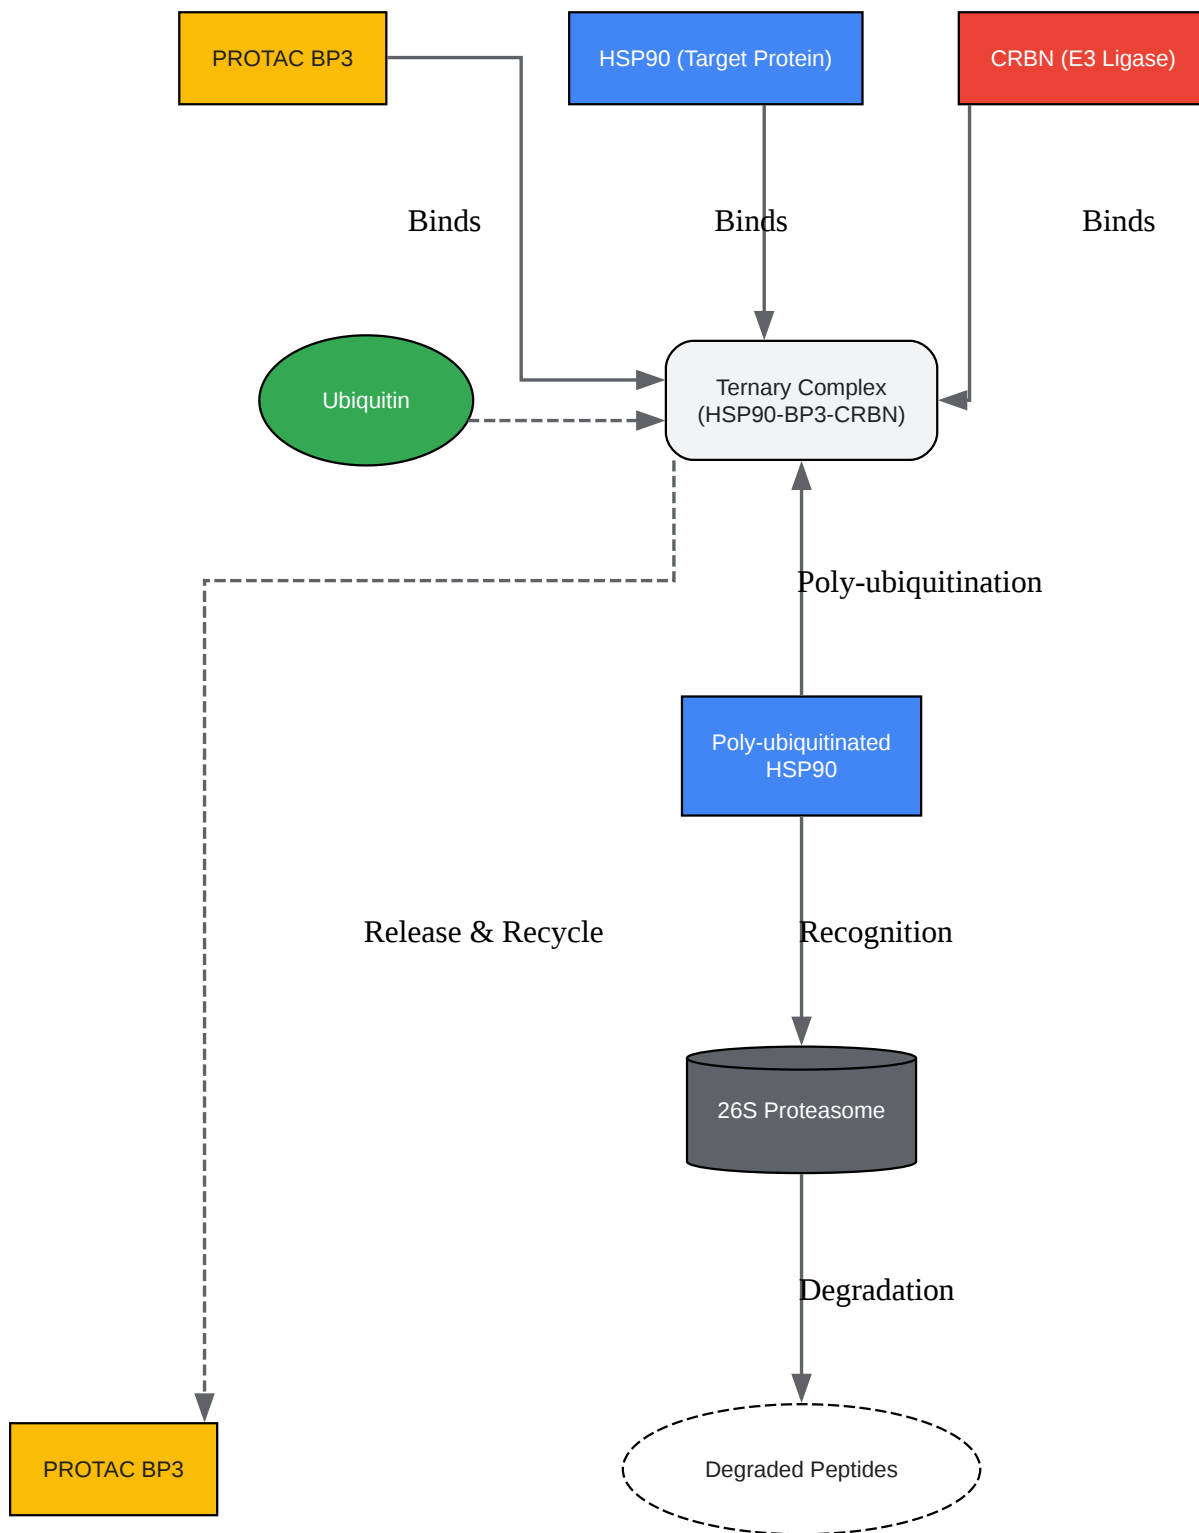 PROTAC BP3
HSP90 (Target Protein)
CRBN (E3 Ligase)
Binds
Binds
Binds
Ubiquitin
Ternary Complex
(HSP90-BP3-CRBN)
Poly-ubiquitination
Poly-ubiquitinated
HSP90
Release & Recycle
Recognition
26S Proteasome
Degradation
PROTAC BP3
Degraded Peptides